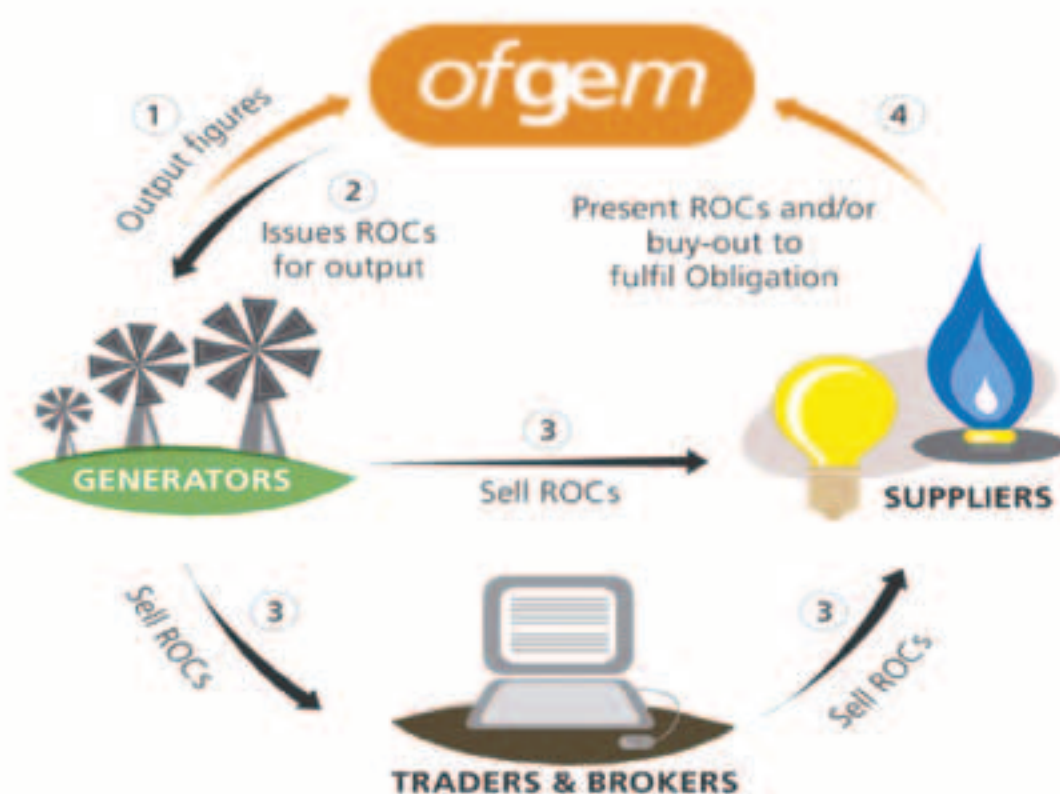 ofgem
1
Output figures
2
Issues ROCs
for output
4
Present ROCs and/or
buy-out to
fulfil Obligation
GENERATORS
3
Sell ROCs
SUPPLIERS
3
Sell ROCs
3
Sell ROCs
TRADERS & BROKERS